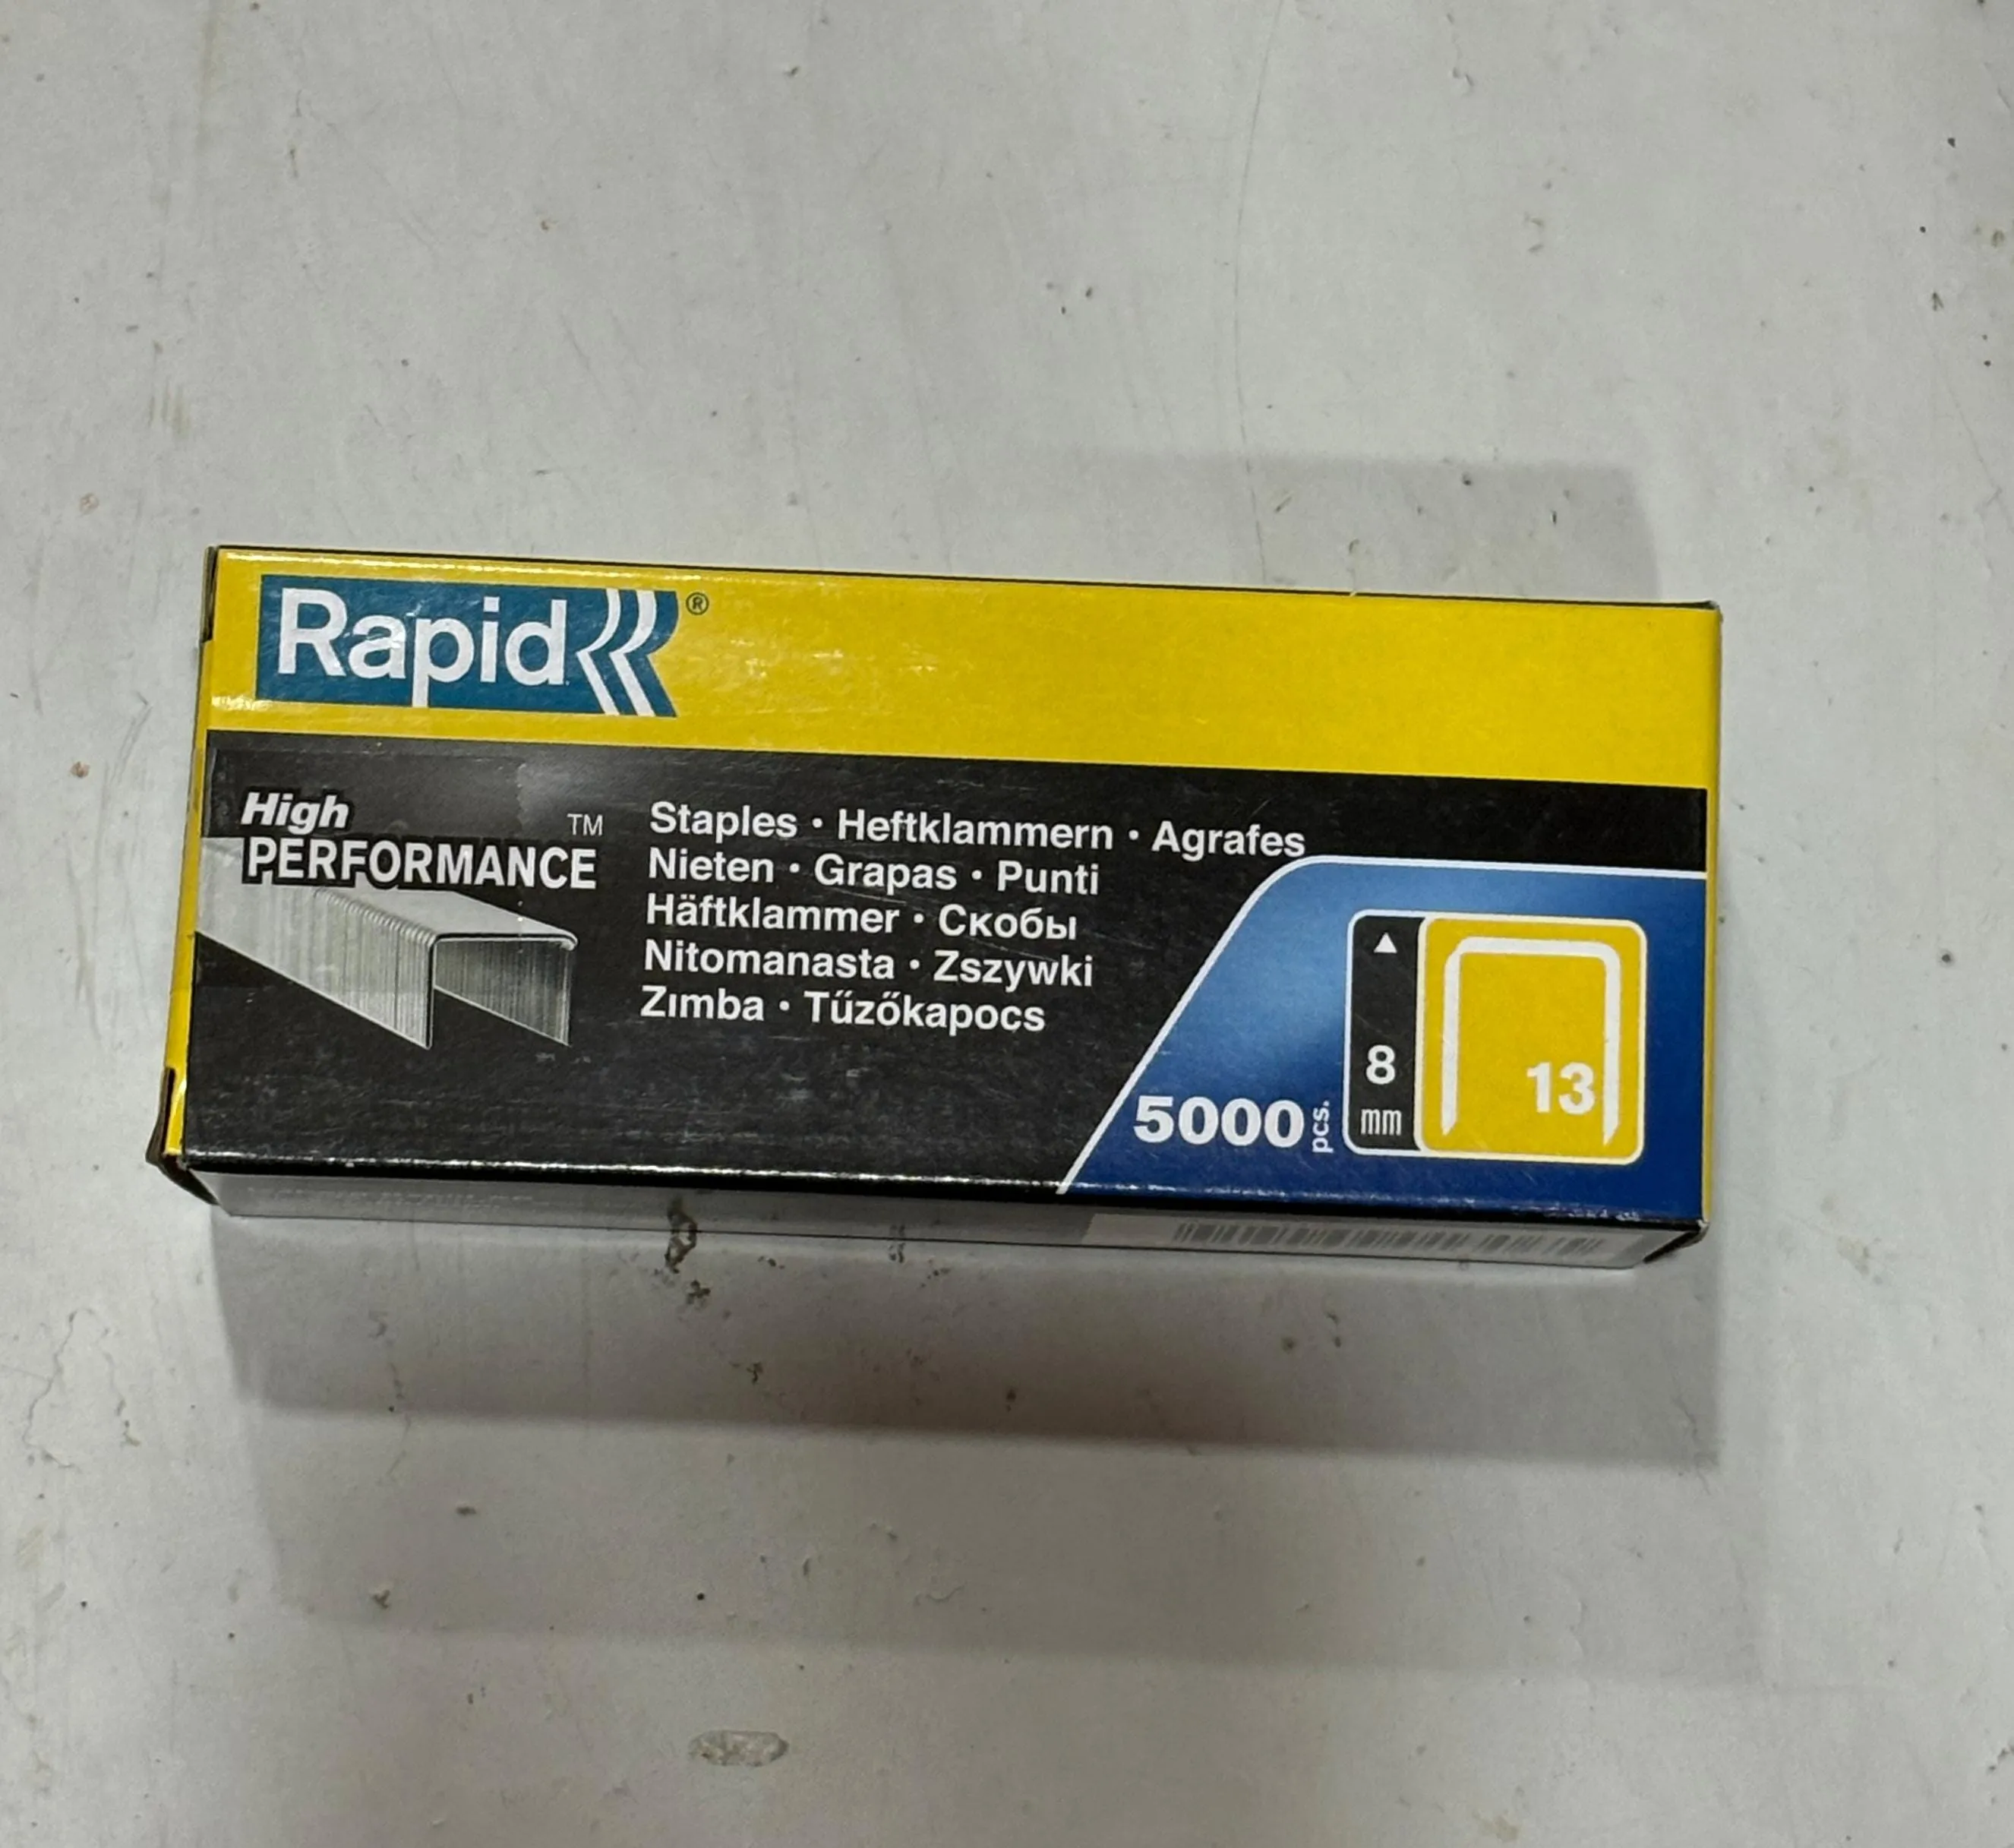 Rapid®
High
PERFORMANCE™
Staples · Heftklammern · Agrafes
Nieten · Grapas · Punti
Häftklammer · Скобы
Nitomanasta · Zszywki
Zımba · Tűzőkapocs
5000 pcs.
8
mm
13